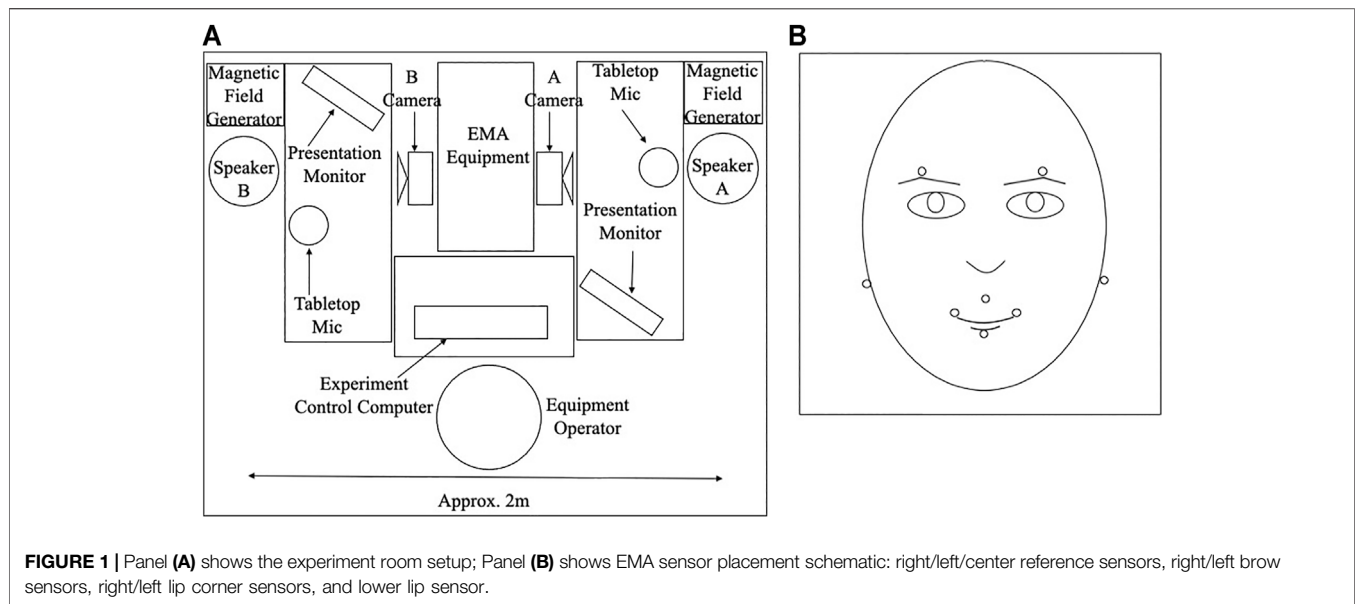 A
Magnetic
Field
Generator
Speaker
B
Presentation
Monitor
Tabletop
Mic
B
Camera
EMA
Equipment
A
Camera
Tabletop
Mic
Magnetic
Field
Generator
Speaker
A
Presentation
Monitor
Experiment
Control Computer
Equipment
Operator
Approx. 2m
B
FIGURE 1 | Panel (A) shows the experiment room setup; Panel (B) shows EMA sensor placement schematic: right/left/center reference sensors, right/left brow
sensors, right/left lip corner sensors, and lower lip sensor.